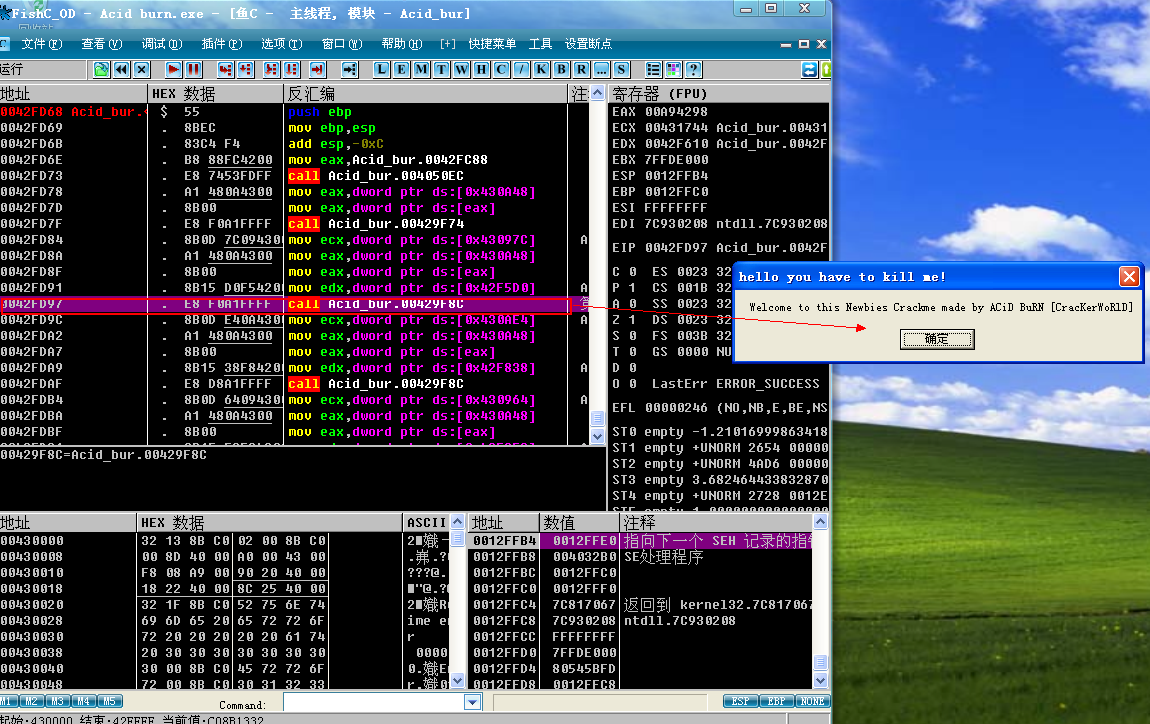 FishC_OD - Acid burn.exe - [鱼C - 主线程, 模块 - Acid_bur]
文件(F) 查看(V) 调试(D) 插件(P) 选项(T) 窗口(W) 帮助(H) [+] 快捷菜单 工具 设置断点
运行 L E M T W H C / K B R ... S ?
地址 HEX 数据 反汇编 注
0042FD68 Acid_bur. $ 55 push ebp
0042FD69 . 8BEC mov ebp,esp
0042FD6B . 83C4 F4 add esp,-0xC
0042FD6E . B8 88FC4200 mov eax,Acid_bur.0042FC88
0042FD73 . E8 7453FDFF call Acid_bur.004050EC
0042FD78 . A1 480A4300 mov eax,dword ptr ds:[0x430A48]
0042FD7D . 8B00 mov eax,dword ptr ds:[eax]
0042FD7F . E8 F0A1FFFF call Acid_bur.00429F74
0042FD84 . 8B0D 7C09430 mov ecx,dword ptr ds:[0x43097C] A
0042FD8A . A1 480A4300 mov eax,dword ptr ds:[0x430A48]
0042FD8F . 8B00 mov eax,dword ptr ds:[eax]
0042FD91 . 8B15 D0F5420 mov edx,dword ptr ds:[0x42F5D0] A
0042FD97 . E8 F0A1FFFF call Acid_bur.00429F8C
0042FD9C . 8B0D E40A430 mov ecx,dword ptr ds:[0x430AE4] A
0042FDA2 . A1 480A4300 mov eax,dword ptr ds:[0x430A48]
0042FDA7 . 8B00 mov eax,dword ptr ds:[eax]
0042FDA9 . 8B15 38F8420 mov edx,dword ptr ds:[0x42F838] A
0042FDAF . E8 D8A1FFFF call Acid_bur.00429F8C
0042FDB4 . 8B0D 6409430 mov ecx,dword ptr ds:[0x430964] A
0042FDBA . A1 480A4300 mov eax,dword ptr ds:[0x430A48]
0042FDBF . 8B00 mov eax,dword ptr ds:[eax]
00429F8C=Acid_bur.00429F8C
寄存器 (FPU)
EAX 00A94298
ECX 00431744 Acid_bur.00431
EDX 0042F610 Acid_bur.0042F
EBX 7FFDE000
ESP 0012FFB4
EBP 0012FFC0
ESI FFFFFFFF
EDI 7C930208 ntdll.7C930208
EIP 0042FD97 Acid_bur.0042F
C 0 ES 0023 32
P 1 CS 001B 32
A 0 SS 0023 32
Z 1 DS 0023 32
S 0 FS 003B 32
T 0 GS 0000 NU
D 0
O 0 LastErr ERROR_SUCCESS
EFL 00000246 (NO,NB,E,BE,NS
ST0 empty -1.21016999863418
ST1 empty +UNORM 2654 00000
ST2 empty +UNORM 4AD6 00000
ST3 empty 3.682464433832870
ST4 empty +UNORM 2728 0012E
hello you have to kill me!
Welcome to this Newbies Crackme made by ACiD BuRN [CracKerWoRlD]
确定
地址 HEX 数据 ASCII
00430000 32 13 8B C0 02 00 8B C0
00430008 00 8D 40 00 A0 00 43 00
00430010 F8 08 A9 00 90 20 40 00 ???@.
00430018 18 22 40 00 8C 25 40 00
00430020 32 1F 8B C0 52 75 6E 74
00430028 69 6D 65 20 65 72 72 6F ime e
00430030 72 20 20 20 20 20 61 74 r
00430038 20 30 30 30 30 30 30 30 0000
00430040 30 00 8B C0 45 72 72 6F
00430048 72 00 8B C0 30 31 32 33
地址 数值 注释
0012FFB4 0012FFE0 指向下一个 SEH 记录的指针
0012FFB8 004032B0 SE处理程序
0012FFBC 0012FFC0
0012FFC0 0012FFF0
0012FFC4 7C817067 返回到 kernel32.7C817067
0012FFC8 7C930208 ntdll.7C930208
0012FFCC FFFFFFFF
0012FFD0 7FFDE000
0012FFD4 80545BFD
0012FFD8 0012FFC8
M1 M2 M3 M4 M5 Command: ESP EBP NONE
起始:430000 结束:42FFFF 当前值:C08B1332